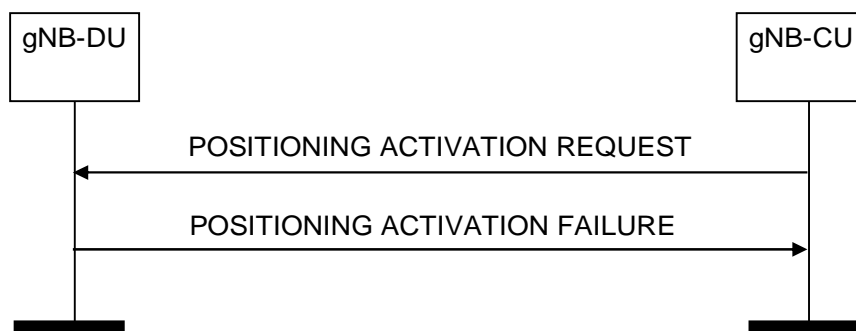 gNB-DU
gNB-CU
POSITIONING ACTIVATION REQUEST
POSITIONING ACTIVATION FAILURE